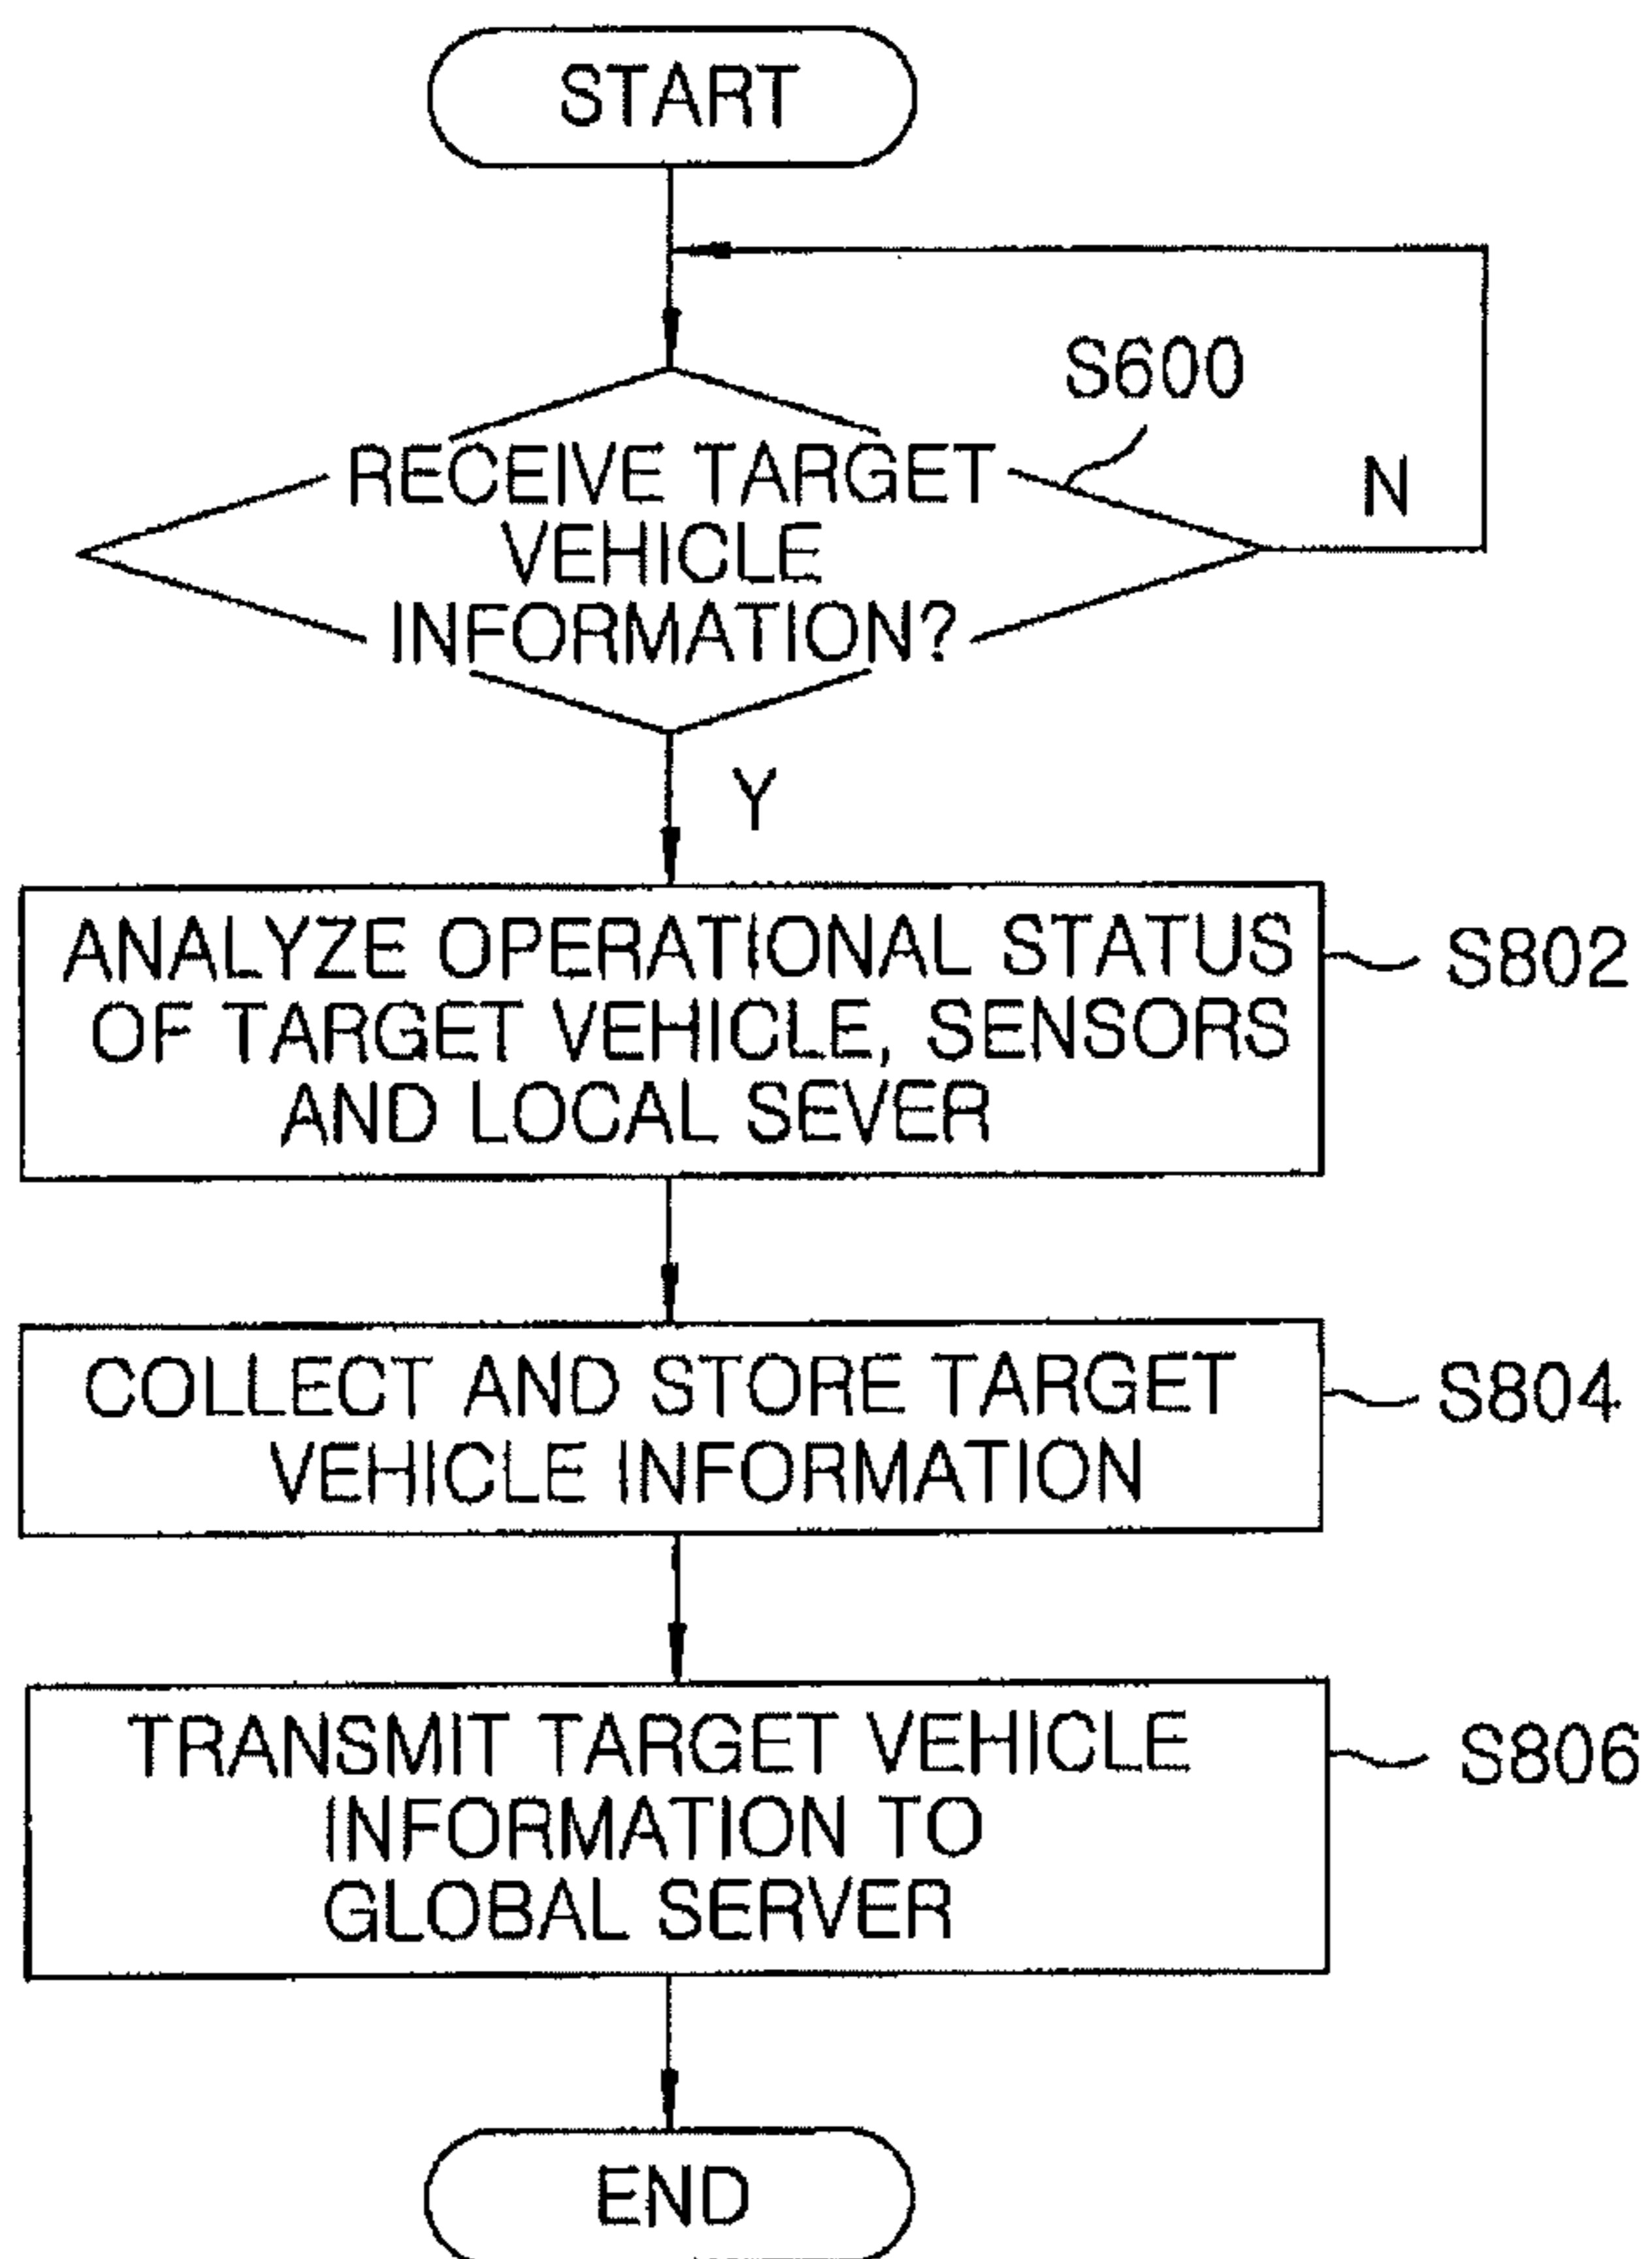 START
S600
RECEIVE TARGET
VEHICLE
INFORMATION?
N
Y
ANALYZE OPERATIONAL STATUS
OF TARGET VEHICLE, SENSORS
AND LOCAL SEVER
S802
COLLECT AND STORE TARGET
VEHICLE INFORMATION
S804
TRANSMIT TARGET VEHICLE
INFORMATION TO
GLOBAL SERVER
S806
END